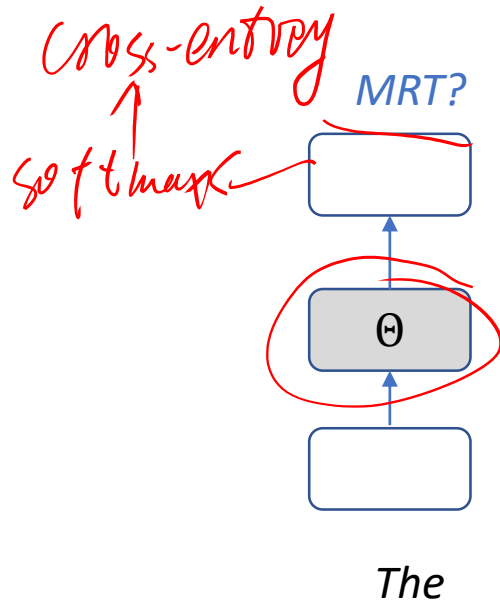 cross-entropy
MRT?
softmax
Θ
The